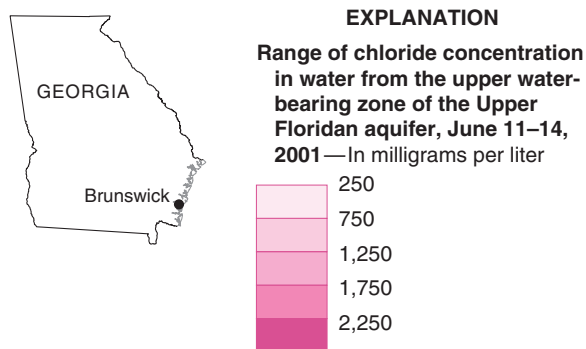 GEORGIA
Brunswick
EXPLANATION
Range of chloride concentration
in water from the upper water-
bearing zone of the Upper
Floridan aquifer, June 11–14,
2001—In milligrams per liter
250
750
1,250
1,750
2,250